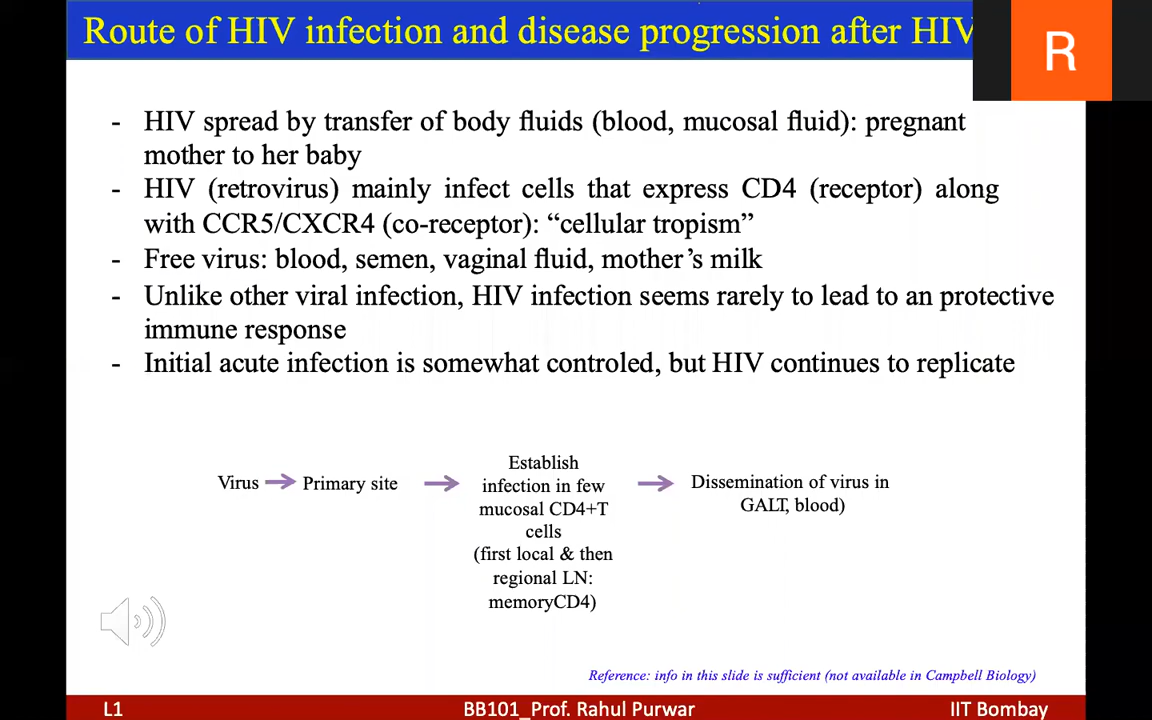 Route of HIV infection and disease progression after HIV
R
- HIV spread by transfer of body fluids (blood, mucosal fluid): pregnant
mother to her baby
- HIV (retrovirus) mainly infect cells that express CD4 (receptor) along
with CCR5/CXCR4 (co-receptor): “cellular tropism”
- Free virus: blood, semen, vaginal fluid, mother’s milk
- Unlike other viral infection, HIV infection seems rarely to lead to an protective
immune response
- Initial acute infection is somewhat controled, but HIV continues to replicate
Virus
Primary site
Establish
infection in few
mucosal CD4+T
cells
(first local & then
regional LN:
memoryCD4)
Dissemination of virus in
GALT, blood)
Reference: info in this slide is sufficient (not available in Campbell Biology)
L1
BB101_Prof. Rahul Purwar
IIT Bombay